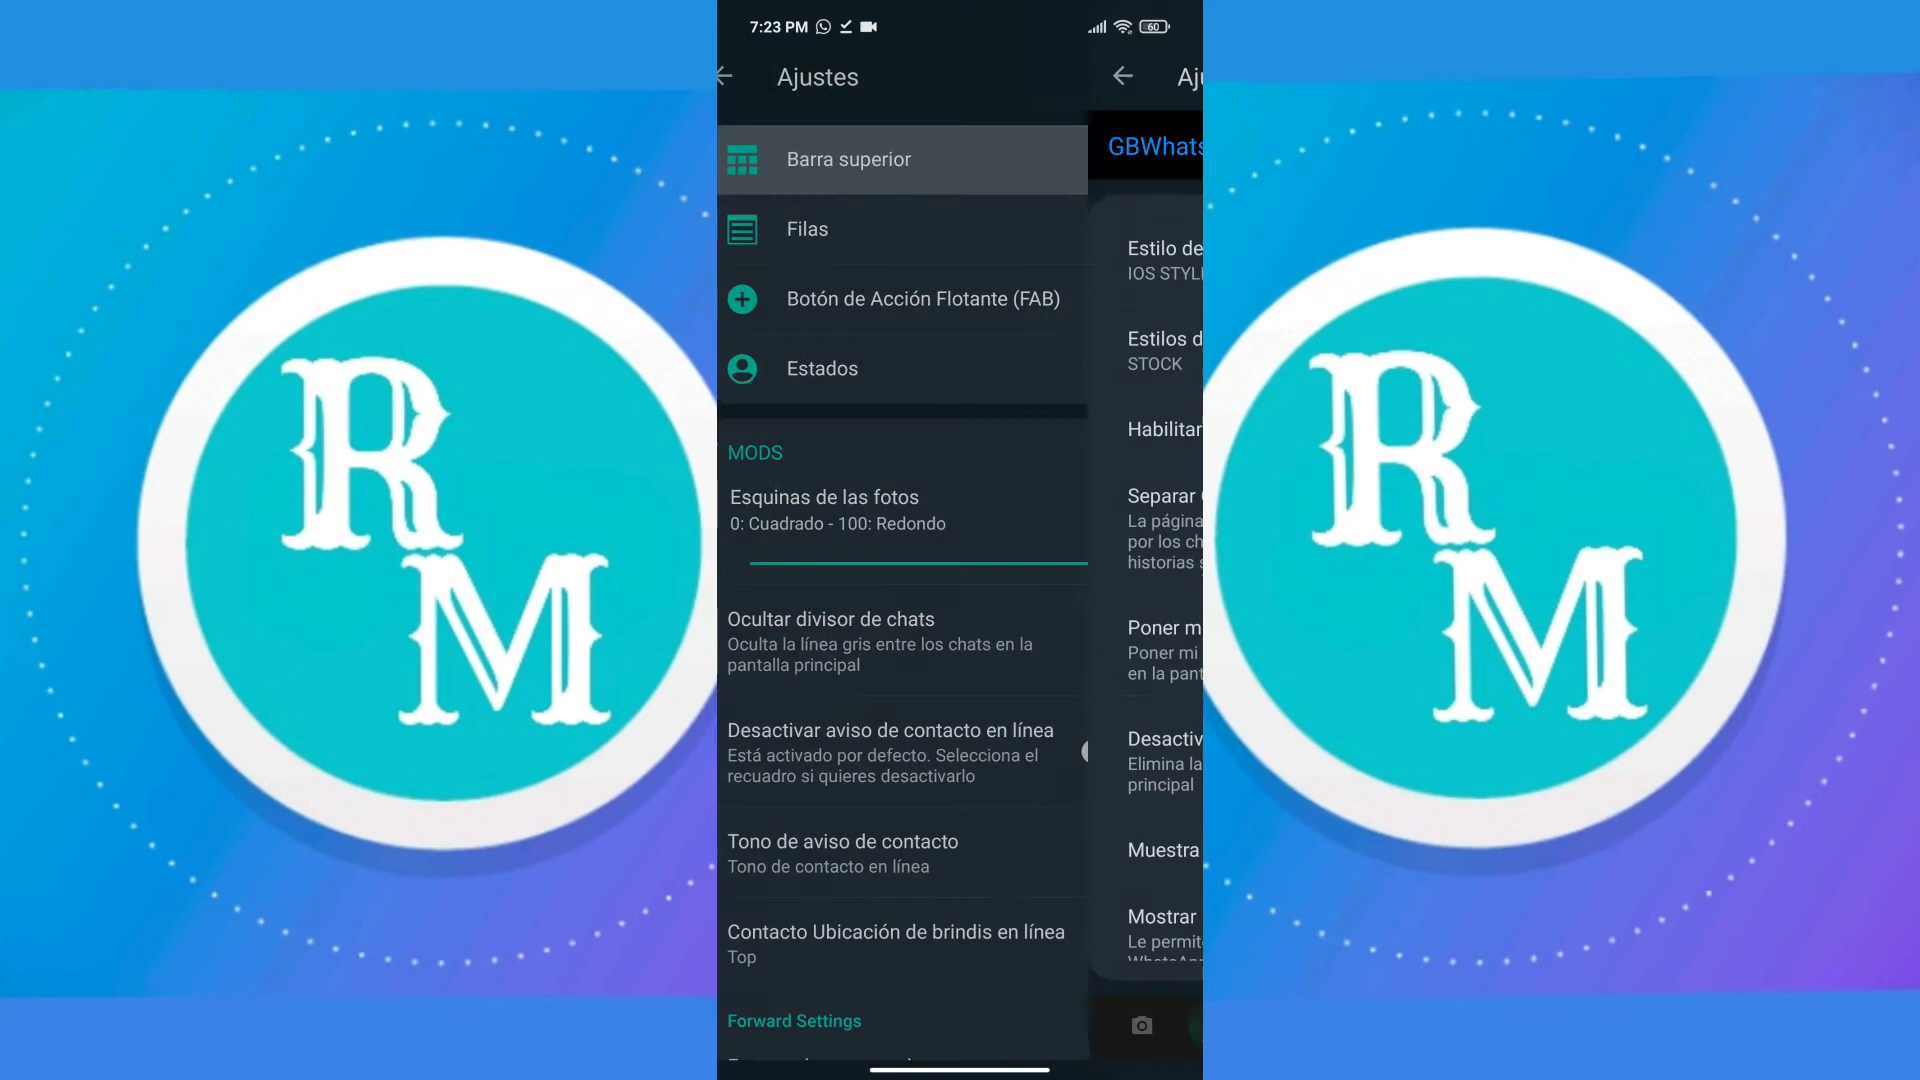 7:23 PM
60
Ajustes
Barra superior
Filas
Botón de Acción Flotante (FAB)
Estados
MODS
Esquinas de las fotos
0: Cuadrado - 100: Redondo
Ocultar divisor de chats
Oculta la línea gris entre los chats en la
pantalla principal
Desactivar aviso de contacto en línea
Está activado por defecto. Selecciona el
recuadro si quieres desactivarlo
Tono de aviso de contacto
Tono de contacto en línea
Contacto Ubicación de brindis en línea
Top
Forward Settings
Aju
GBWhats
Estilo de
IOS STYL
Estilos d
STOCK
Habilitar
Separar
La página
por los ch
historias s
Poner m
Poner mi
en la pant
Desactiv
Elimina la
principal
Muestra
Mostrar
Le permit
R
M
R
M